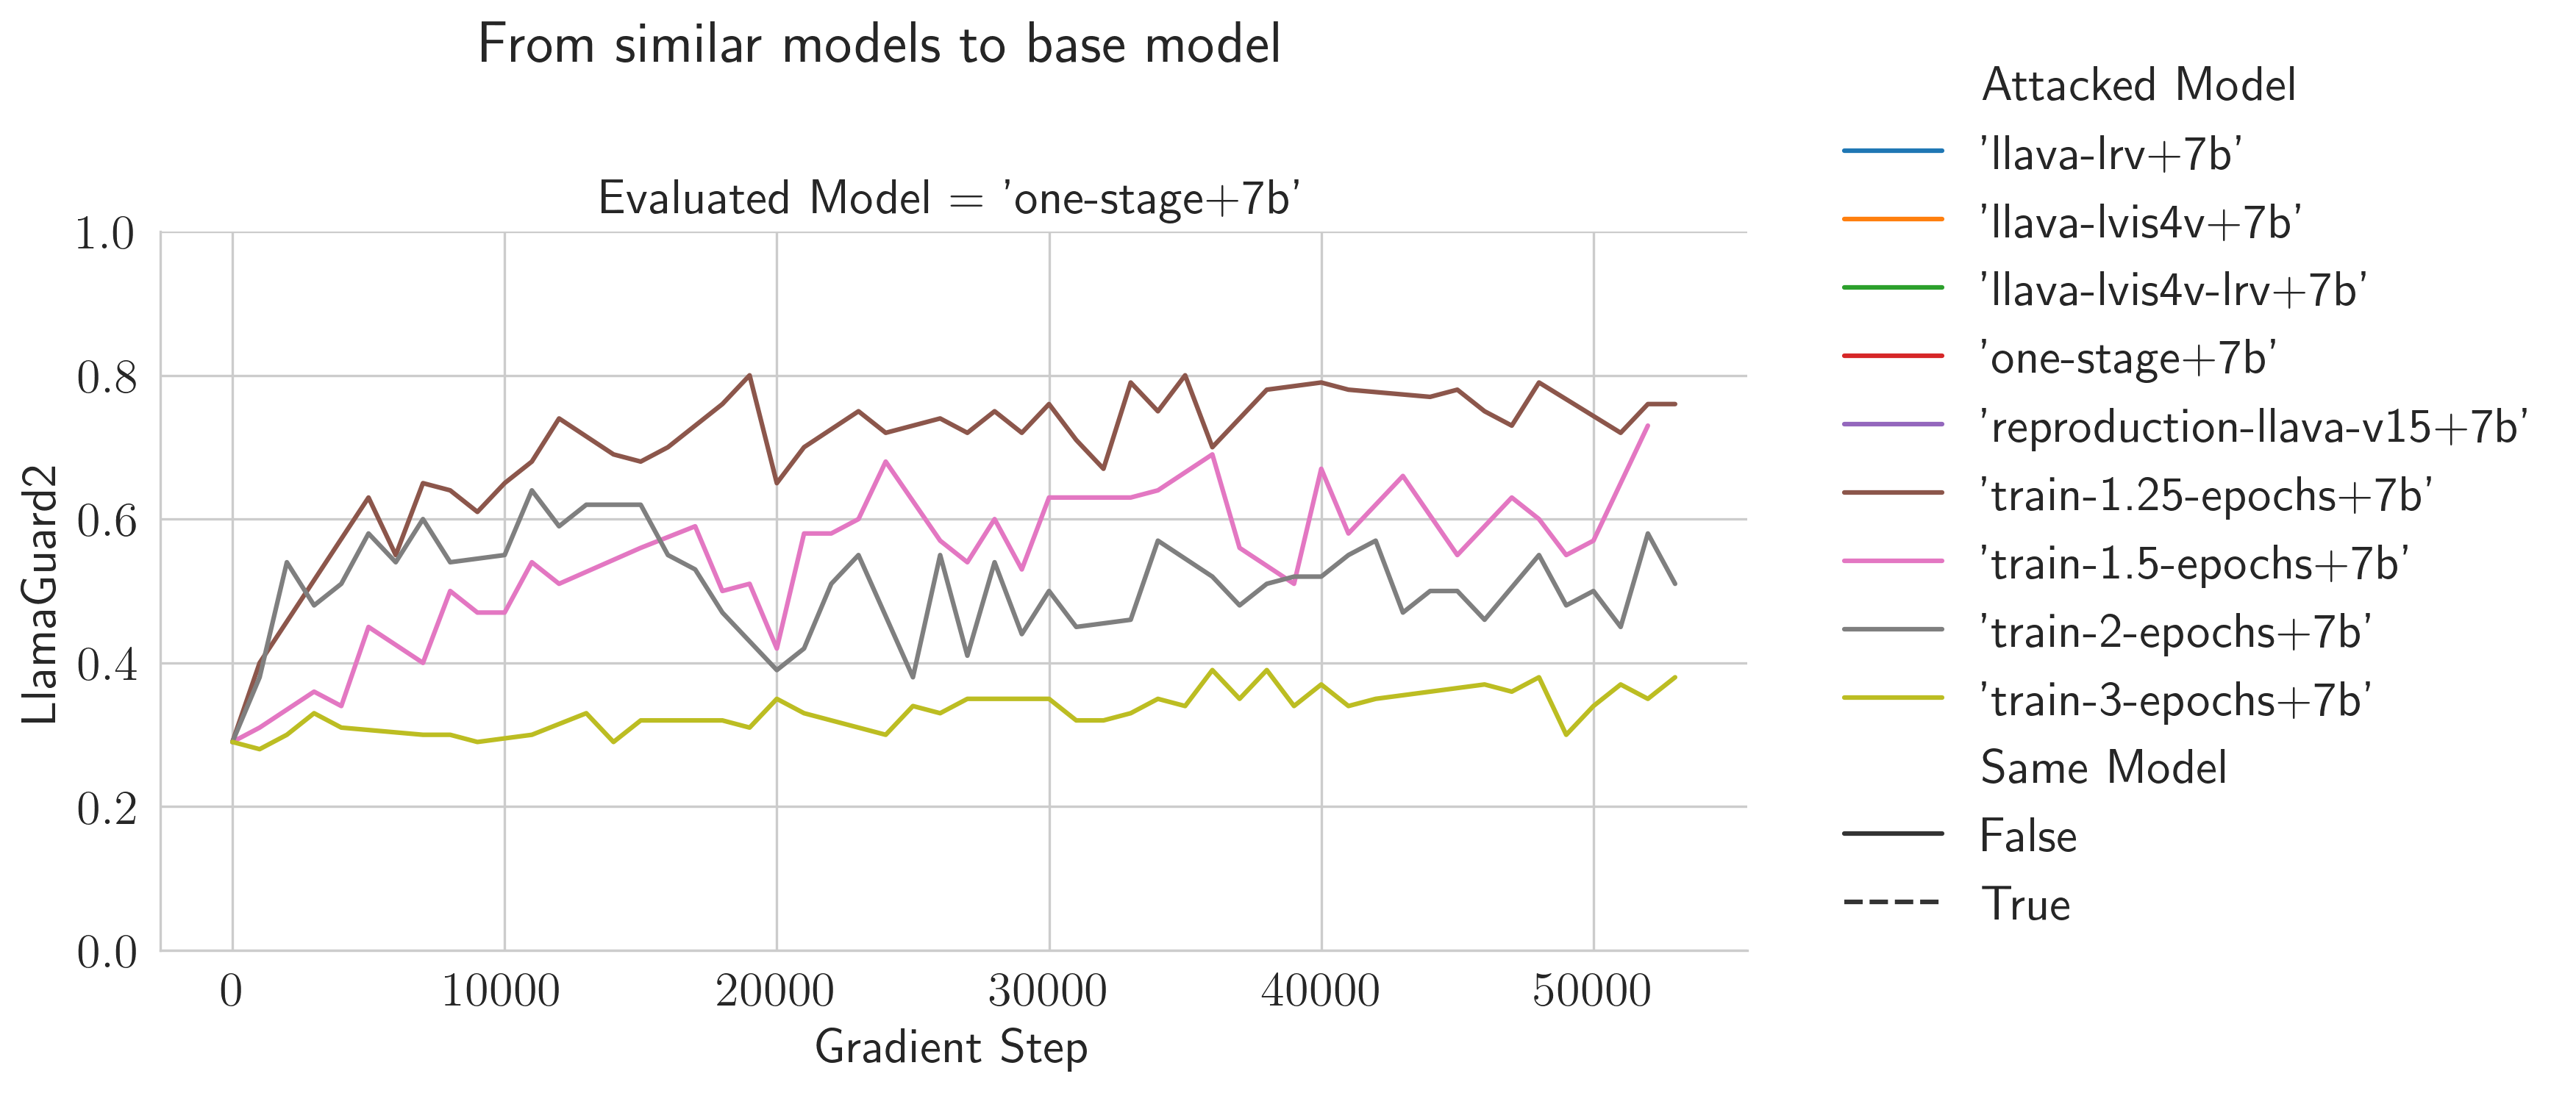 From similar models to base model
Evaluated Model = 'one-stage+7b'
1.0
0.8
0.6
0.4
0.2
0.0
LlamaGuard2
0
10000
20000
30000
40000
50000
Gradient Step
Attacked Model
'llava-lrv+7b'
'llava-lvis4v+7b'
'llava-lvis4v-lrv+7b'
'one-stage+7b'
'reproduction-llava-v15+7b'
'train-1.25-epochs+7b'
'train-1.5-epochs+7b'
'train-2-epochs+7b'
'train-3-epochs+7b'
Same Model
False
True